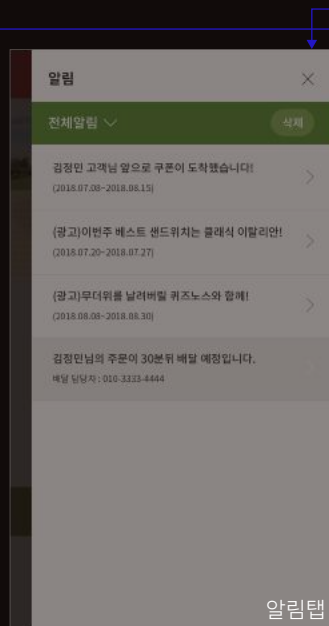 알림
전체알림
삭제
김정민 고객님 앞으로 쿠폰이 도착했습니다!
(2018.07.08~2018.08.15)
(광고)이번주 베스트 샌드위치는 클래식 이탈리안!
(2018.07.20~2018.07.27)
(광고)무더위를 날려버릴 퀴즈노스와 함께!
(2018.08.08~2018.08.30)
김정민님의 주문이 30분뒤 배달 예정입니다.
배달 담당자 : 010-3333-4444
알림탭